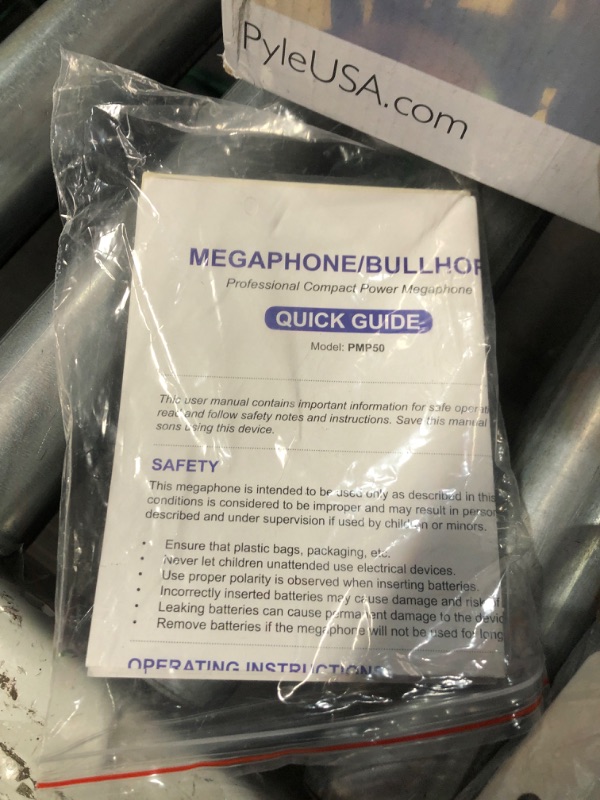 PyleUSA.com
MEGAPHONE/BULLHOR
Professional Compact Power Megaphone
QUICK GUIDE
Model: PMP50
This user manual contains important information for safe operati
read and follow safety notes and instructions. Save this manual
sons using this device.
SAFETY
This megaphone is intended to be used only as described in this
conditions is considered to be improper and may result in person
described and under supervision if used by children or minors.
• Ensure that plastic bags, packaging, etc.
• Never let children unattended use electrical devices.
• Use proper polarity is observed when inserting batteries.
• Incorrectly inserted batteries may cause damage and risk of
• Leaking batteries can cause permanent damage to the devic
• Remove batteries if the megaphone will not be used for long
OPERATING INSTRUCTIONS